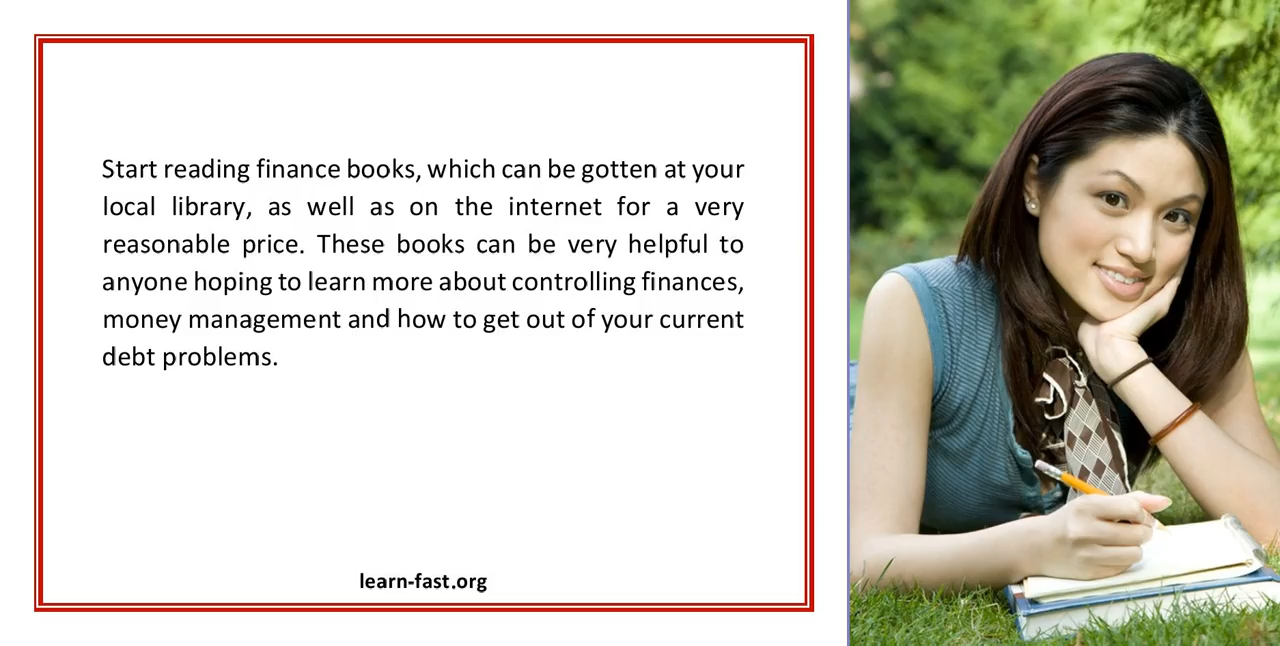 Start reading finance books, which can be gotten at your
local library, as well as on the internet for a very
reasonable price. These books can be very helpful to
anyone hoping to learn more about controlling finances,
money management and how to get out of your current
debt problems.
learn-fast.org